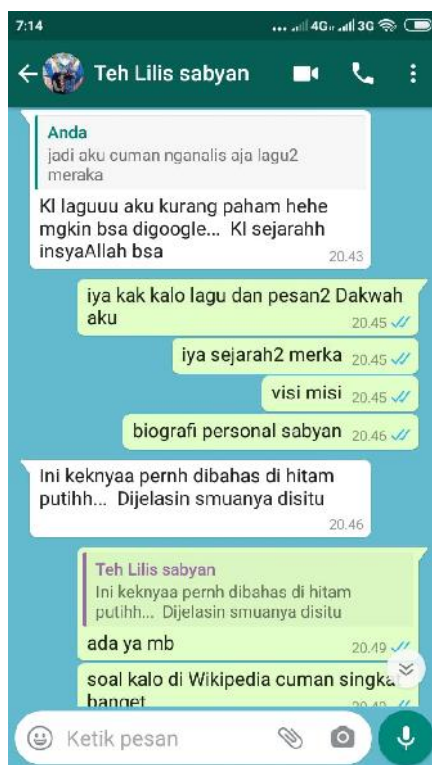 7:14
... 4G 3G
Teh Lilis sabyan
Anda
jadi aku cuman nganalis aja lagu2
meraka
Kl laguuu aku kurang paham hehe
mgkin bsa digoogle... Kl sejarahh
insyaAllah bsa
20.43
iya kak kalo lagu dan pesan2 Dakwah
aku
20.45
iya sejarah2 merka 20.45
visi misi 20.45
biografi personal sabyan 20.46
Ini keknyaa pernh dibahas di hitam
putihh... Dijelasin smuanya disitu
20.46
Teh Lilis sabyan
Ini keknyaa pernh dibahas di hitam
putihh... Dijelasin smuanya disitu
ada ya mb
20.49
soal kalo di Wikipedia cuman singkat
banget
Ketik pesan